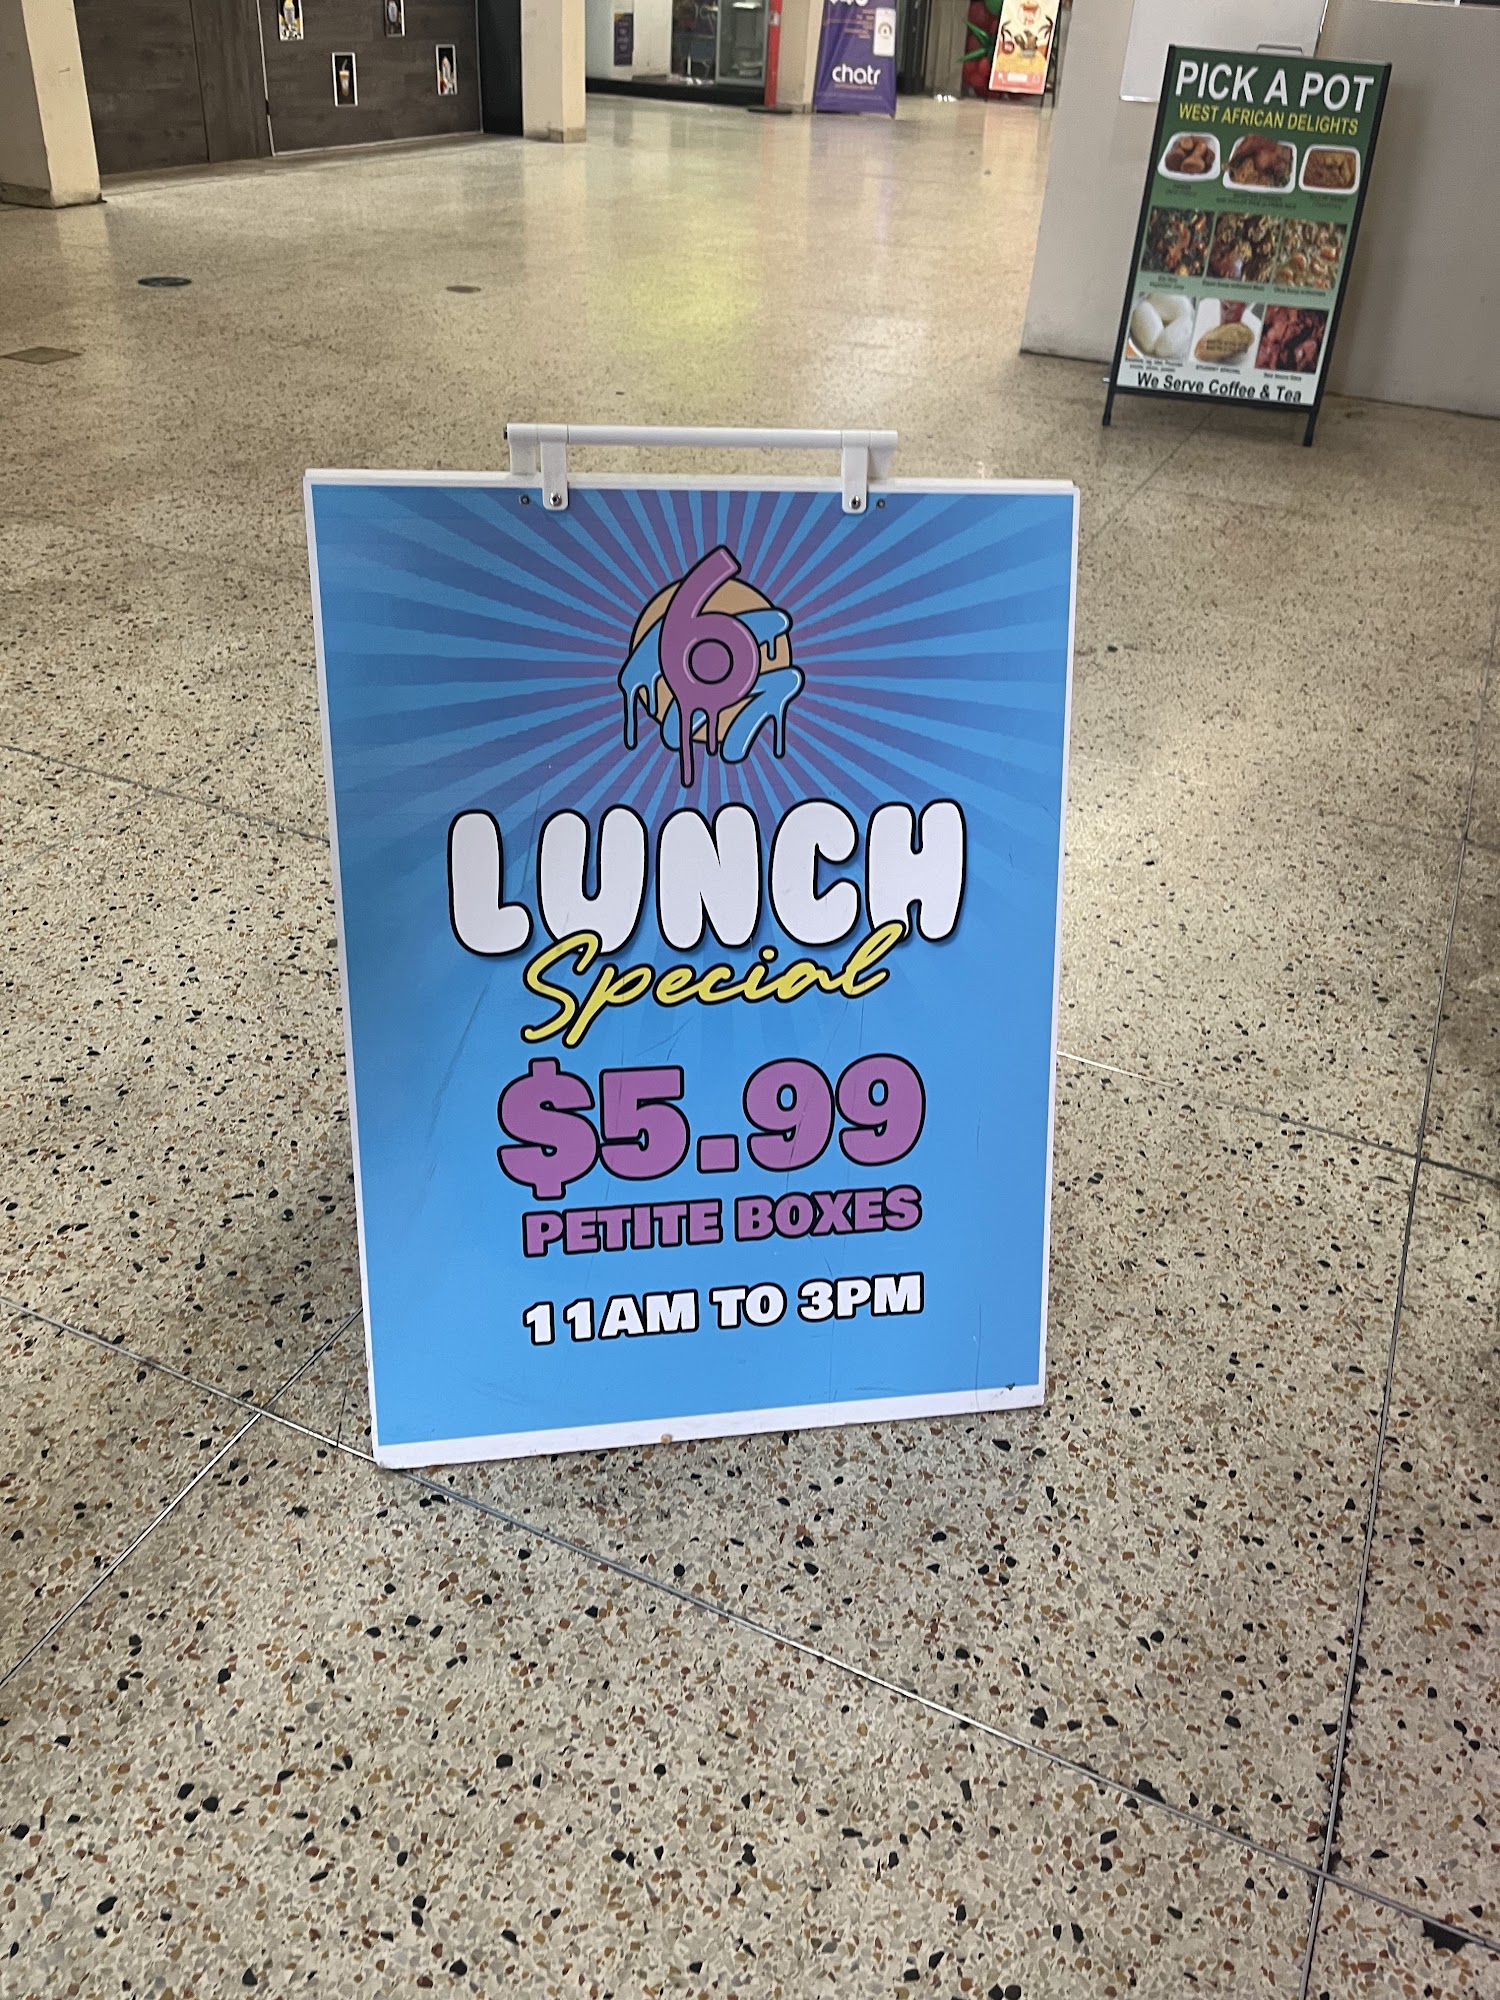 chatr
PICK A POT
WEST AFRICAN DELIGHTS
We Serve Coffee & Tea
6
LUNCH
Special
$5.99
PETITE BOXES
11AM TO 3PM